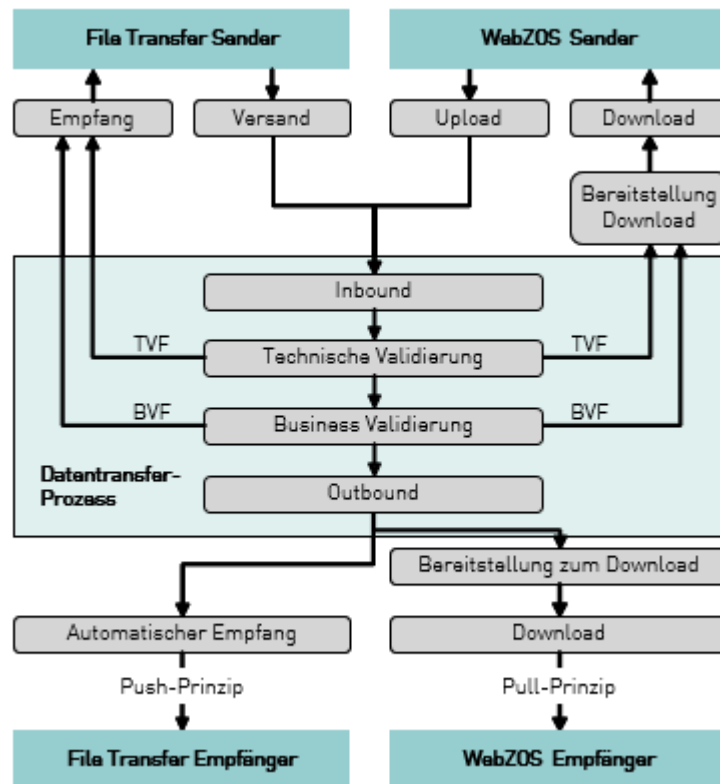 File Transfer Sender
WebZOS Sender
Empfang
Versand
Upload
Download
Bereitstellung
Download
Inbound
TVF
Technische Validierung
TVF
BVF
Business Validierung
BVF
Datentransfer-
Prozess
Outbound
Bereitstellung zum Download
Automatischer Empfang
Download
Push-Prinzip
Pull-Prinzip
File Transfer Empfänger
WebZOS Empfänger